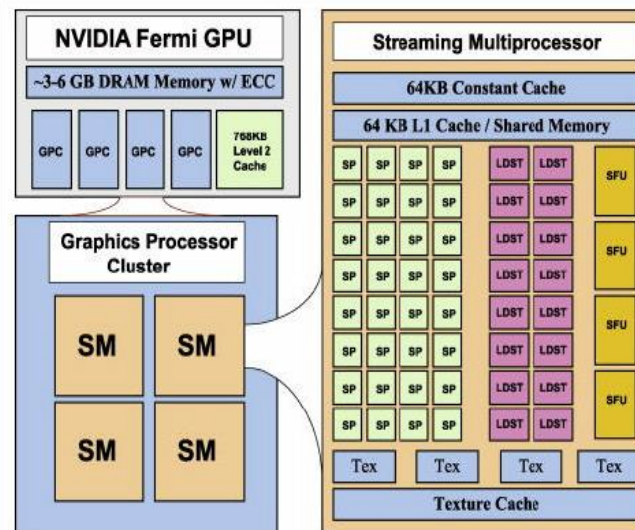 NVIDIA Fermi GPU
~3-6 GB DRAM Memory w/ ECC
GPC GPC GPC GPC
768KB
Level 2
Cache
Graphics Processor
Cluster
SM SM
SM SM
Streaming Multiprocessor
64KB Constant Cache
64 KB L1 Cache / Shared Memory
SP SP SP SP LDST LDST SFU
SP SP SP SP LDST LDST
SP SP SP SP LDST LDST SFU
SP SP SP SP LDST LDST
SP SP SP SP LDST LDST SFU
SP SP SP SP LDST LDST
SP SP SP SP LDST LDST SFU
SP SP SP SP LDST LDST
Tex Tex Tex Tex
Texture Cache